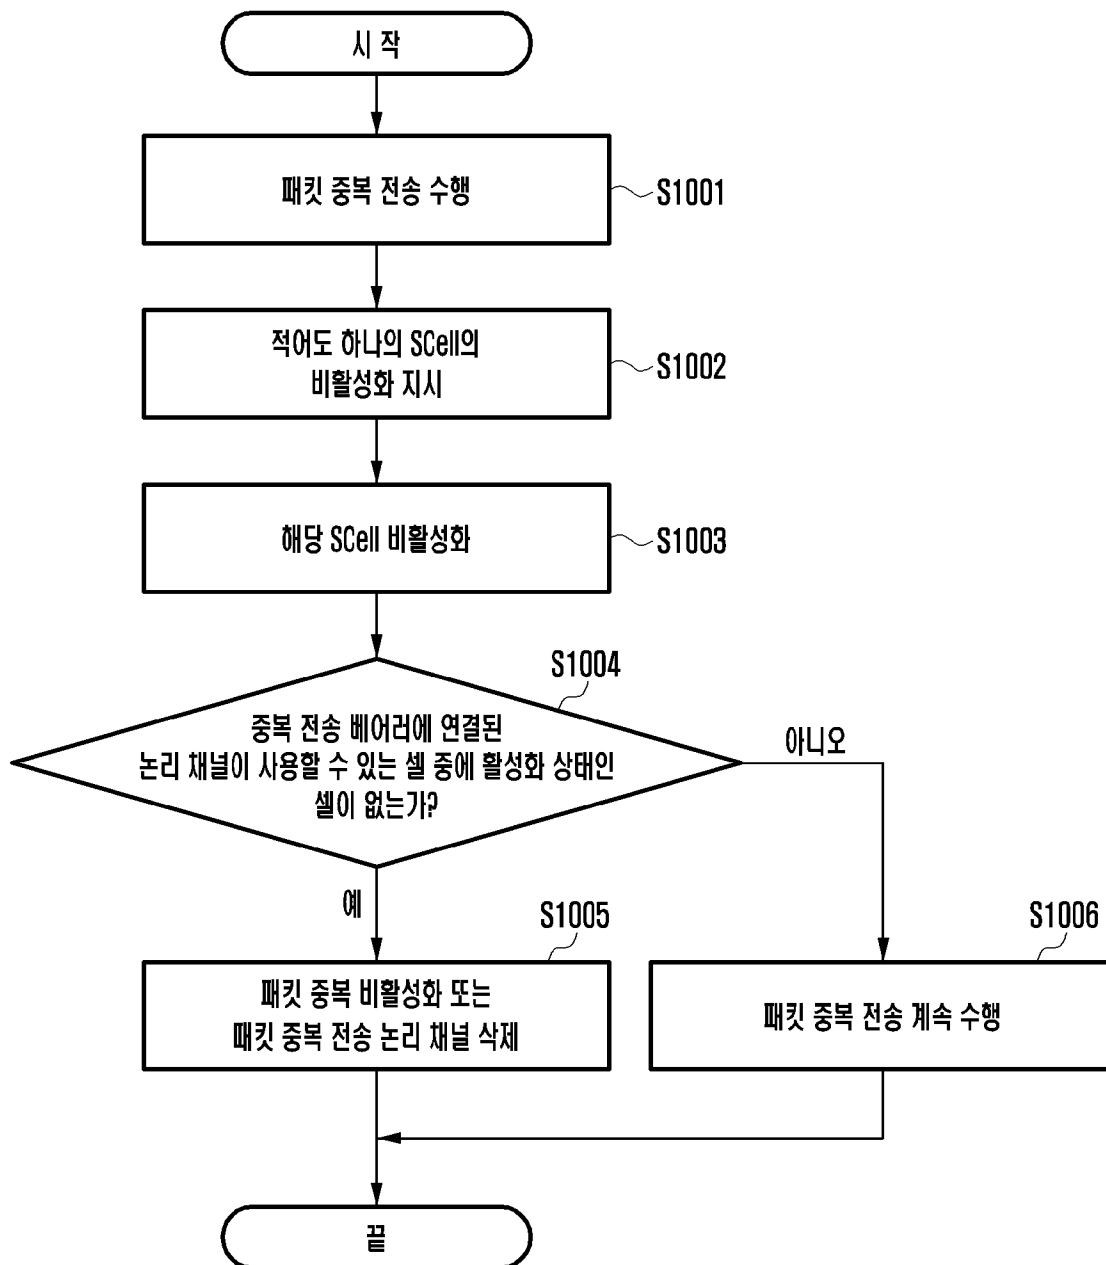 시 작
패킷 중복 전송 수행
S1001
적어도 하나의 SCell의
비활성화 지시
S1002
해당 SCell 비활성화
S1003
S1004
중복 전송 베어러에 연결된
논리 채널이 사용할 수 있는 셀 중에 활성화 상태인
셀이 없는가?
아니오
예
S1005
패킷 중복 비활성화 또는
때킷 중복 전송 논리 채널 삭제
S1006
패킷 중복 전송 계속 수행
끝